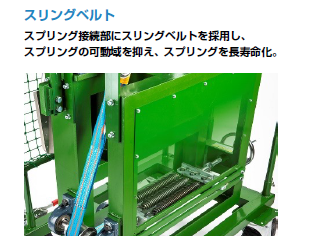 スリングベルト
スプリング接続部にスリングベルトを採用し、
スプリングの可動域を抑え、スプリングを長寿命化。